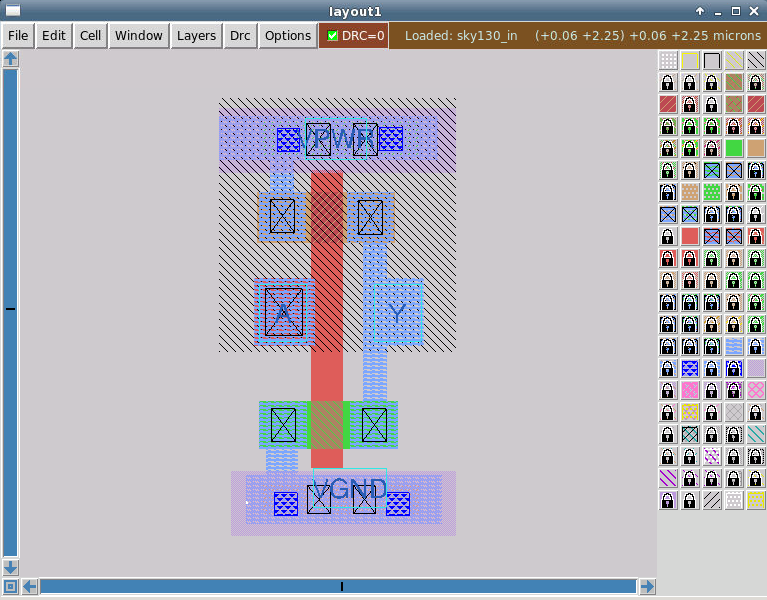 layout1
File Edit Cell Window Layers Drc Options DRC=0 Loaded: sky130_in (+0.06 +2.25) +0.06 +2.25 microns
VPWR
A Y
VGND